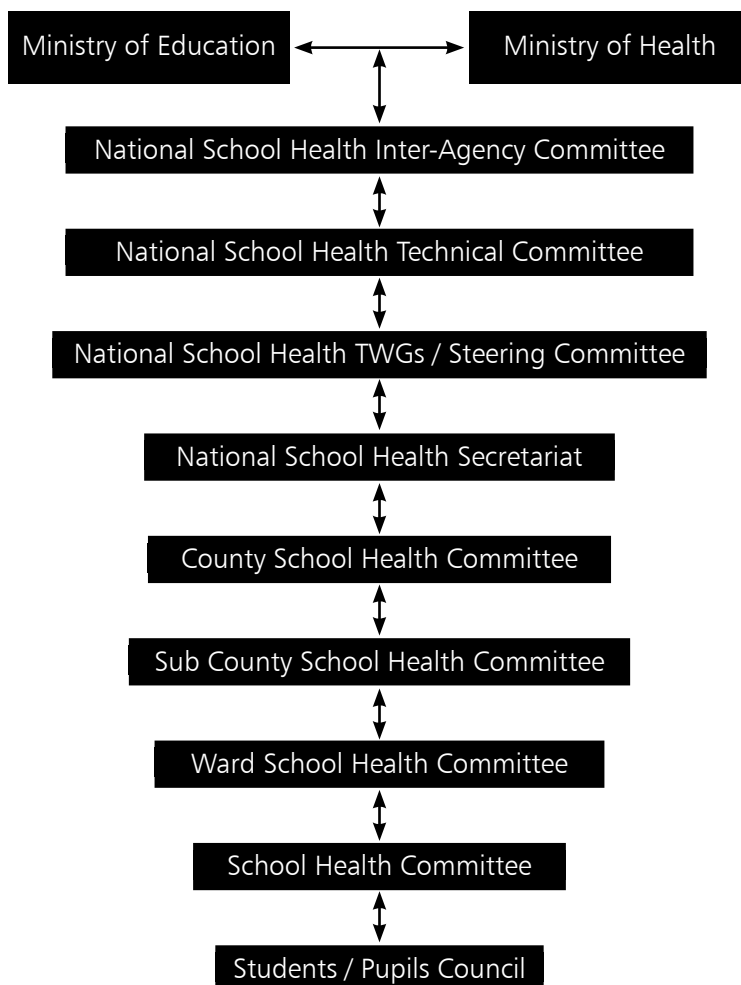 Ministry of Education
Ministry of Health
National School Health Inter-Agency Committee
National School Health Technical Committee
National School Health TWGs / Steering Committee
National School Health Secretariat
County School Health Committee
Sub County School Health Committee
Ward School Health Committee
School Health Committee
Students / Pupils Council